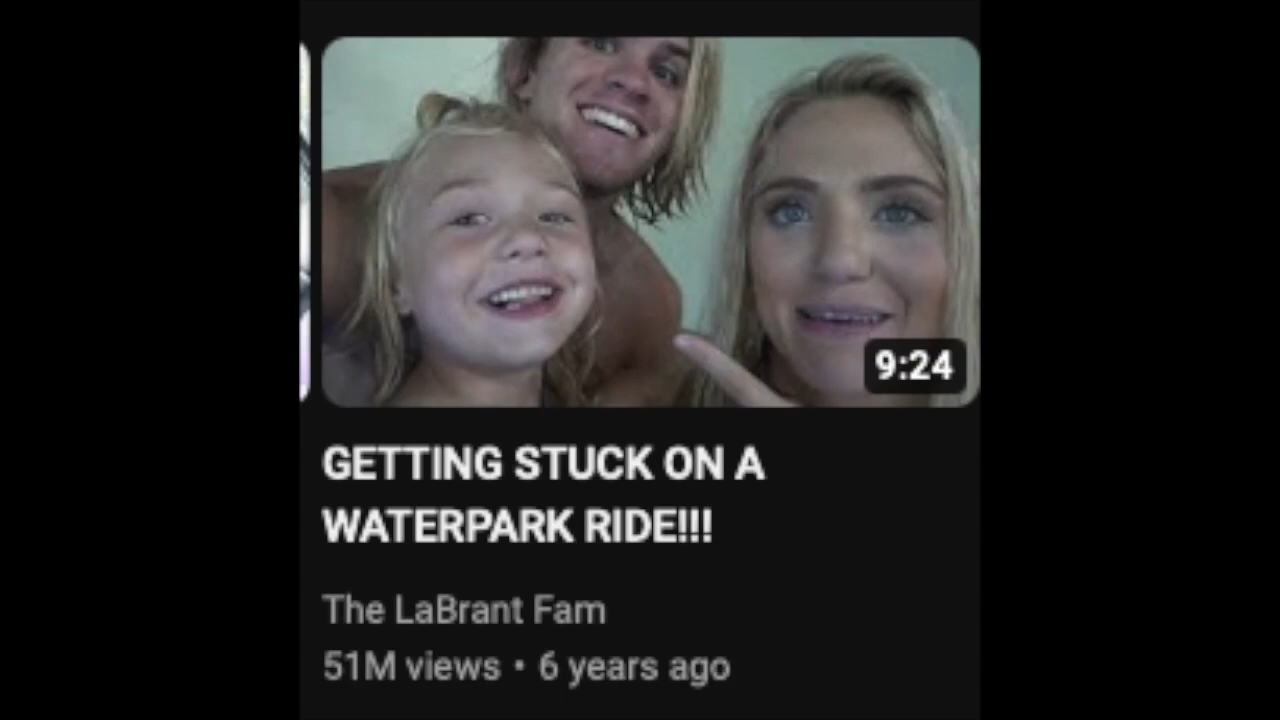 9:24
GETTING STUCK ON A
WATERPARK RIDE!!!
The LaBrant Fam
51M views • 6 years ago